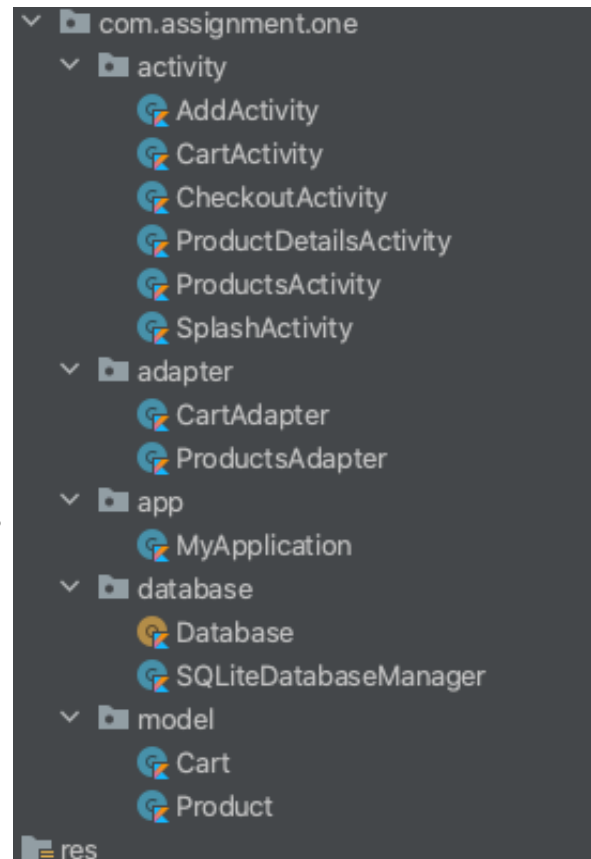 com.assignment.one
activity
AddActivity
CartActivity
CheckoutActivity
ProductDetailsActivity
ProductsActivity
SplashActivity
adapter
CartAdapter
ProductsAdapter
app
MyApplication
database
Database
SQLiteDatabaseManager
model
Cart
Product
res